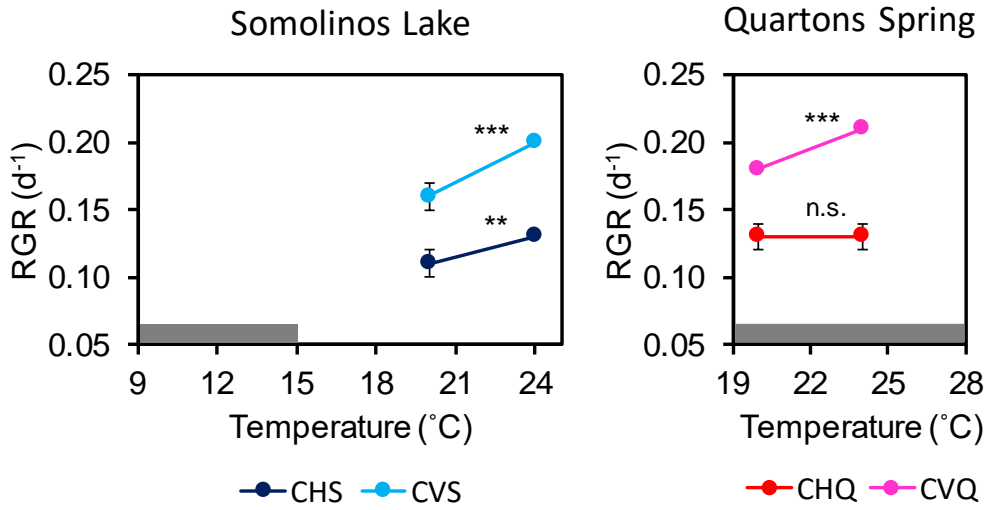 Somolinos Lake
0.25
0.20
0.15
0.10
0.05
RGR (d-1)
***
**
9 12 15 18 21 24
Temperature (˚C)
CHS CVS
Quartons Spring
0.25
0.20
0.15
0.10
0.05
RGR (d-1)
***
n.s.
19 22 25 28
Temperature (˚C)
CHQ CVQ